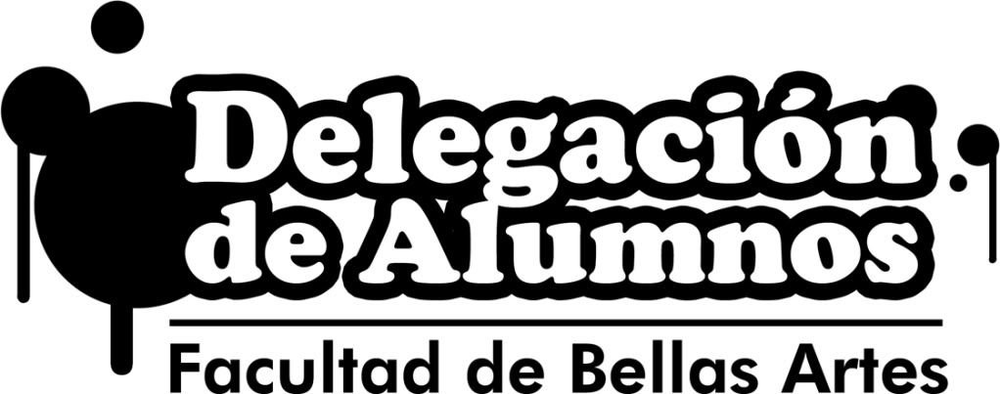 Delegación
de Alumnos
Facultad de Bellas Artes